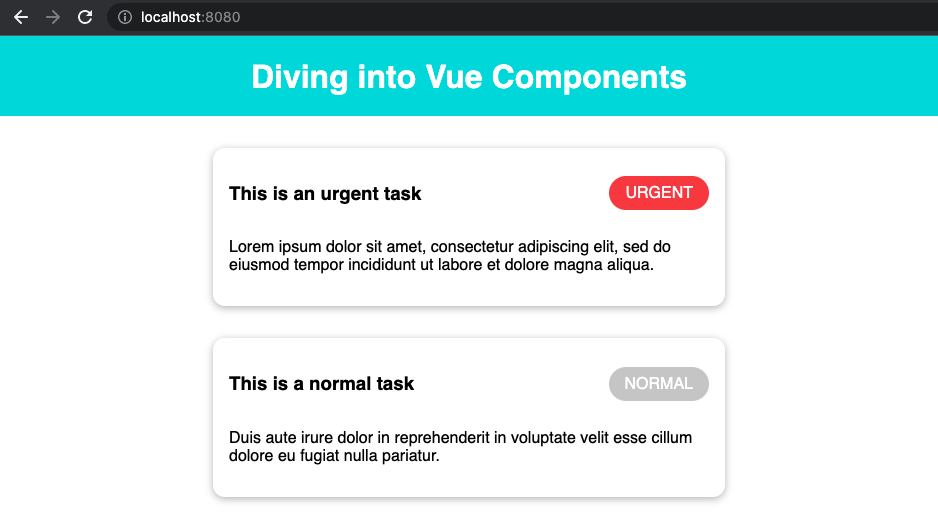 localhost:8080
Diving into Vue Components
This is an urgent task
URGENT
Lorem ipsum dolor sit amet, consectetur adipiscing elit, sed do
eiusmod tempor incididunt ut labore et dolore magna aliqua.
This is a normal task
NORMAL
Duis aute irure dolor in reprehenderit in voluptate velit esse cillum
dolore eu fugiat nulla pariatur.